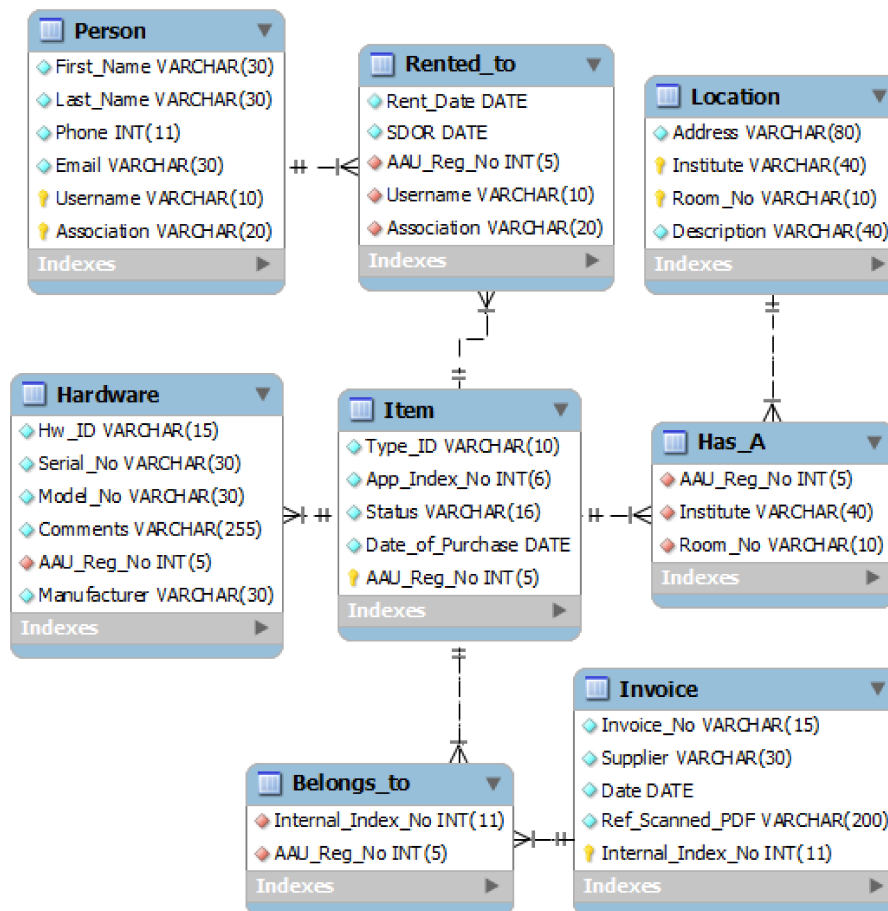 Person
First_Name VARCHAR(30)
Last_Name VARCHAR(30)
Phone INT(11)
Email VARCHAR(30)
Username VARCHAR(10)
Association VARCHAR(20)
Indexes
Rented_to
Rent_Date DATE
SDOR DATE
AAU_Reg_No INT(5)
Username VARCHAR(10)
Association VARCHAR(20)
Indexes
Location
Address VARCHAR(80)
Institute VARCHAR(40)
Room_No VARCHAR(10)
Description VARCHAR(40)
Indexes
Hardware
Hw_ID VARCHAR(15)
Serial_No VARCHAR(30)
Model_No VARCHAR(30)
Comments VARCHAR(255)
AAU_Reg_No INT(5)
Manufacturer VARCHAR(30)
Indexes
Item
Type_ID VARCHAR(10)
App_Index_No INT(6)
Status VARCHAR(16)
Date_of_Purchase DATE
AAU_Reg_No INT(5)
Indexes
Has_A
AAU_Reg_No INT(5)
Institute VARCHAR(40)
Room_No VARCHAR(10)
Indexes
Belongs_to
Internal_Index_No INT(11)
AAU_Reg_No INT(5)
Indexes
Invoice
Invoice_No VARCHAR(15)
Supplier VARCHAR(30)
Date DATE
Ref_Scanned_PDF VARCHAR(200)
Internal_Index_No INT(11)
Indexes